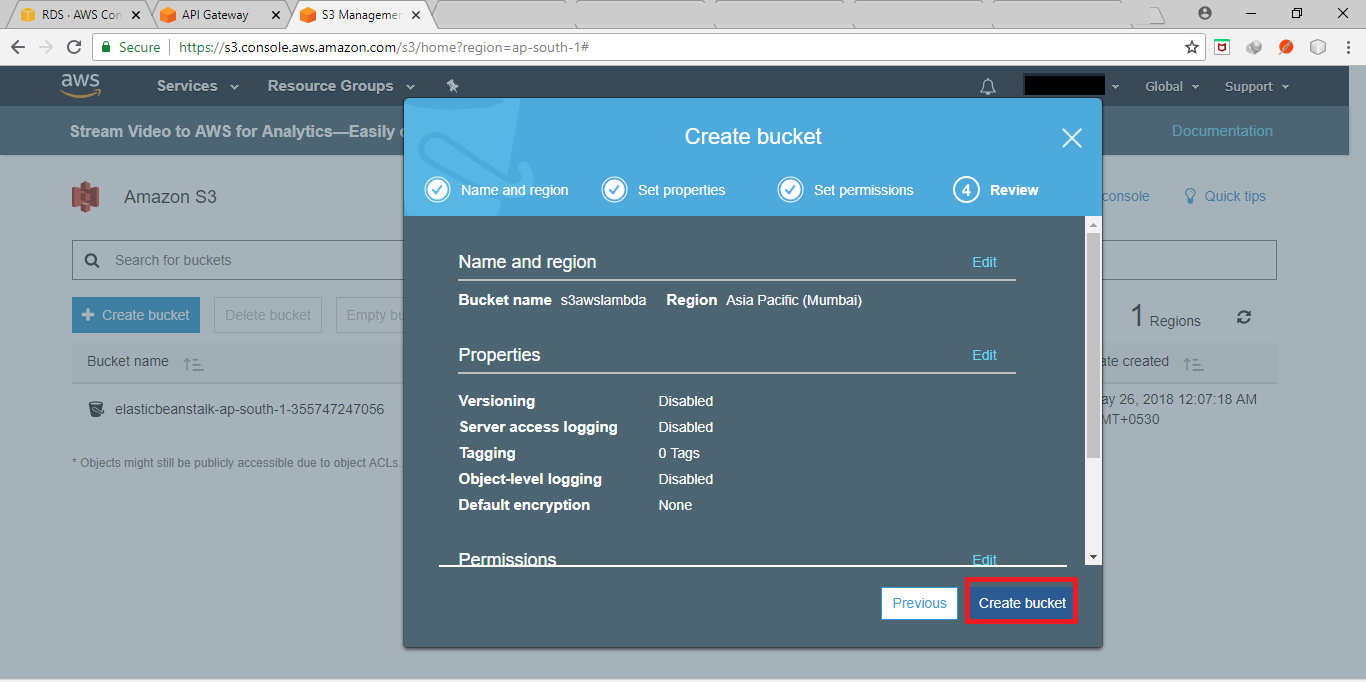 RDS · AWS Con
API Gateway
S3 Managemen
Secure
https://s3.console.aws.amazon.com/s3/home?region=ap-south-1#
aws
Services
Resource Groups
Global
Support
Stream Video to AWS for Analytics—Easily
Documentation
Create bucket
Name and region
Set properties
Set permissions
4
Review
Amazon S3
console
Quick tips
Search for buckets
Name and region
Edit
Bucket name s3awslambda Region Asia Pacific (Mumbai)
Create bucket
Delete bucket
Empty bu
1 Regions
Properties
Edit
Bucket name
ate created
Versioning Disabled
elasticbeanstalk-ap-south-1-355747247056
ay 26, 2018 12:07:18 AM
MT+0530
Server access logging Disabled
Tagging 0 Tags
* Objects might still be publicly accessible due to object ACLs.
Object-level logging Disabled
Default encryption None
Permissions
Edit
Previous
Create bucket